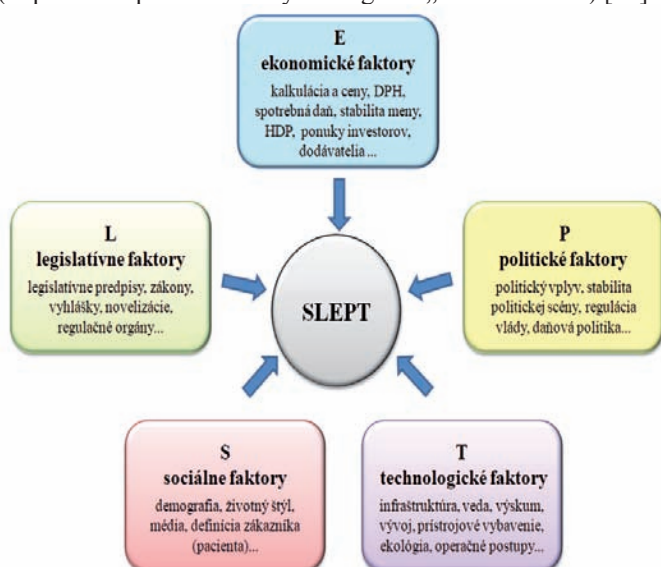 E
ekonomické faktory
kalkulácia a ceny, DPH,
spotrebná daň, stabilita meny,
HDP, ponuky investorov,
dodávatelia ...
L
legislatívne faktory
legislatívne predpisy, zákony,
vyhlášky, novelizácie,
regulačné orgány...
P
politické faktory
politický vplyv, stabilita
politickej scény, regulácia
vlády, daňová politika...
SLEPT
S
sociálne faktory
demografia, životný štýl,
média, definícia zákazníka
(pacienta)...
T
technologické faktory
infraštruktúra, veda, výskum,
vývoj, prístrojové vybavenie,
ekológia, operačné postupy...